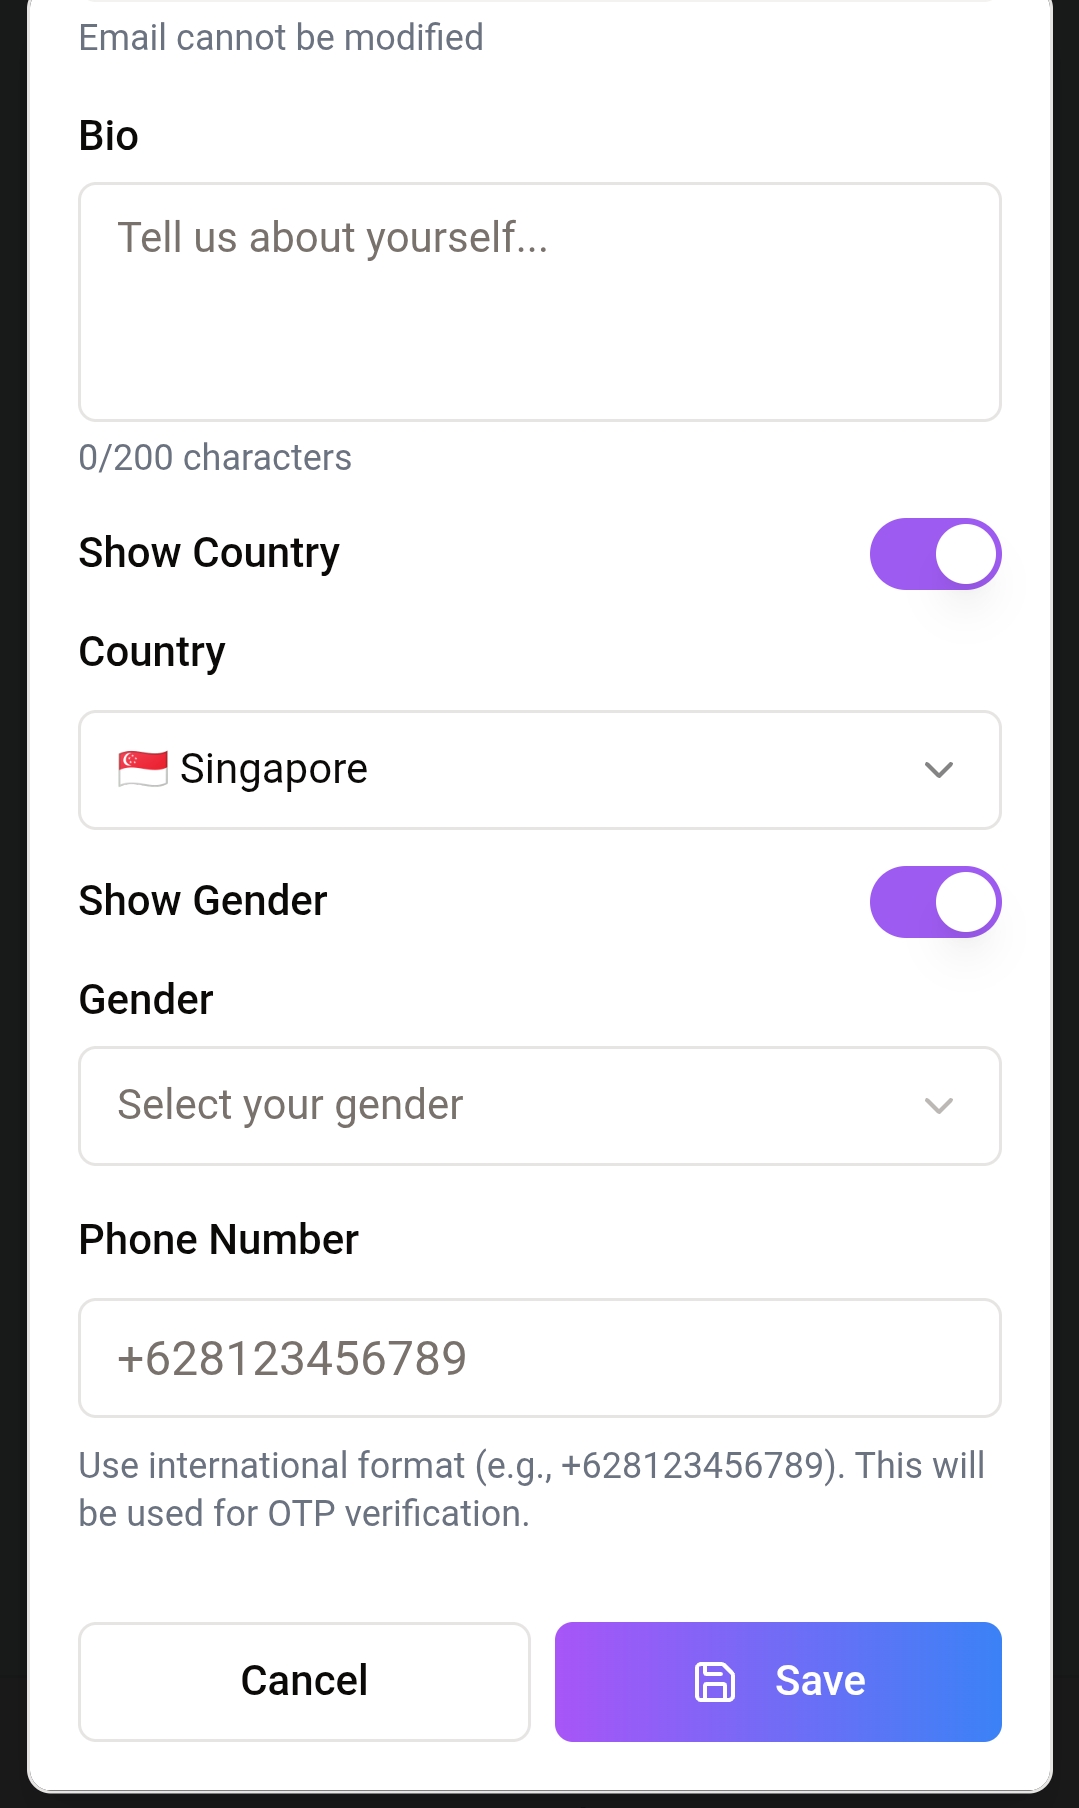 Email cannot be modified
Bio
Tell us about yourself...
0/200 characters
Show Country
Country
🇸🇬 Singapore
Show Gender
Gender
Select your gender
Phone Number
+628123456789
Use international format (e.g., +628123456789). This will
be used for OTP verification.
Cancel
Save